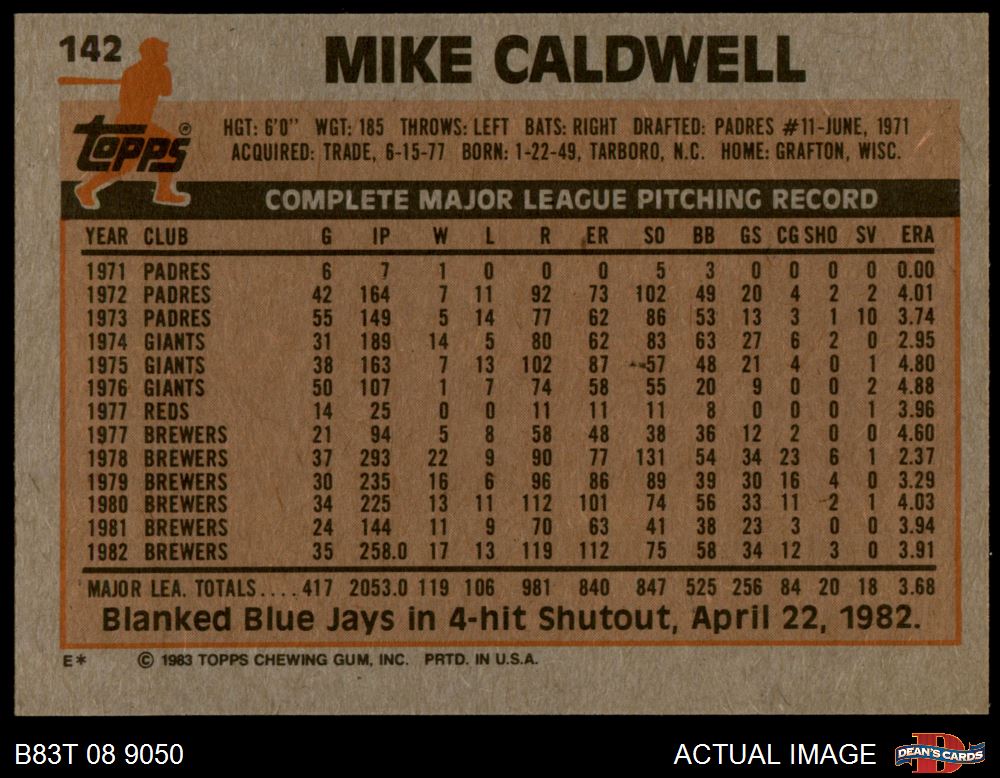 142
MIKE CALDWELL
Topps®
HGT: 6'0" WGT: 185 THROWS: LEFT BATS: RIGHT DRAFTED: PADRES #11-JUNE, 1971
ACQUIRED: TRADE, 6-15-77 BORN: 1-22-49, TARBORO, N.C. HOME: GRAFTON, WISC.
COMPLETE MAJOR LEAGUE PITCHING RECORD
YEAR CLUB G IP W L R ER SO BB GS CG SHO SV ERA
1971 PADRES 6 7 1 0 0 0 5 3 0 0 0 0 0.00
1972 PADRES 42 164 7 11 92 73 102 49 20 4 2 2 4.01
1973 PADRES 55 149 5 14 77 62 86 53 13 3 1 10 3.74
1974 GIANTS 31 189 14 5 80 62 83 63 27 6 2 0 2.95
1975 GIANTS 38 163 7 13 102 87 57 48 21 4 0 1 4.80
1976 GIANTS 50 107 1 7 74 58 55 20 9 0 0 2 4.88
1977 REDS 14 25 0 0 11 11 11 8 0 0 0 1 3.96
1977 BREWERS 21 94 5 8 58 48 38 36 12 2 0 0 4.60
1978 BREWERS 37 293 22 9 90 77 131 54 34 23 6 1 2.37
1979 BREWERS 30 235 16 6 96 86 89 39 30 16 4 0 3.29
1980 BREWERS 34 225 13 11 112 101 74 56 33 11 2 1 4.03
1981 BREWERS 24 144 11 9 70 63 41 38 23 3 0 0 3.94
1982 BREWERS 35 258.0 17 13 119 112 75 58 34 12 3 0 3.91
MAJOR LEA. TOTALS.... 417 2053.0 119 106 981 840 847 525 256 84 20 18 3.68
Blanked Blue Jays in 4-hit Shutout, April 22, 1982.
E* © 1983 TOPPS CHEWING GUM, INC. PRTD. IN U.S.A.
B83T 08 9050
ACTUAL IMAGE
DEAN'S CARDS